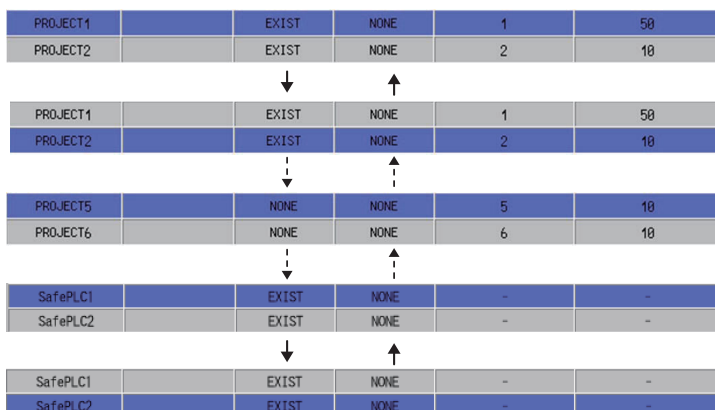 PROJECT1 EXIST NONE 1 50
PROJECT2 EXIST NONE 2 10
PROJECT1 EXIST NONE 1 50
PROJECT2 EXIST NONE 2 10
PROJECT5 NONE NONE 5 10
PROJECT6 NONE NONE 6 10
SafePLC1 EXIST NONE - -
SafePLC2 EXIST NONE - -
SafePLC1 EXIST NONE - -
SafePLC2 EXIST NONE - -